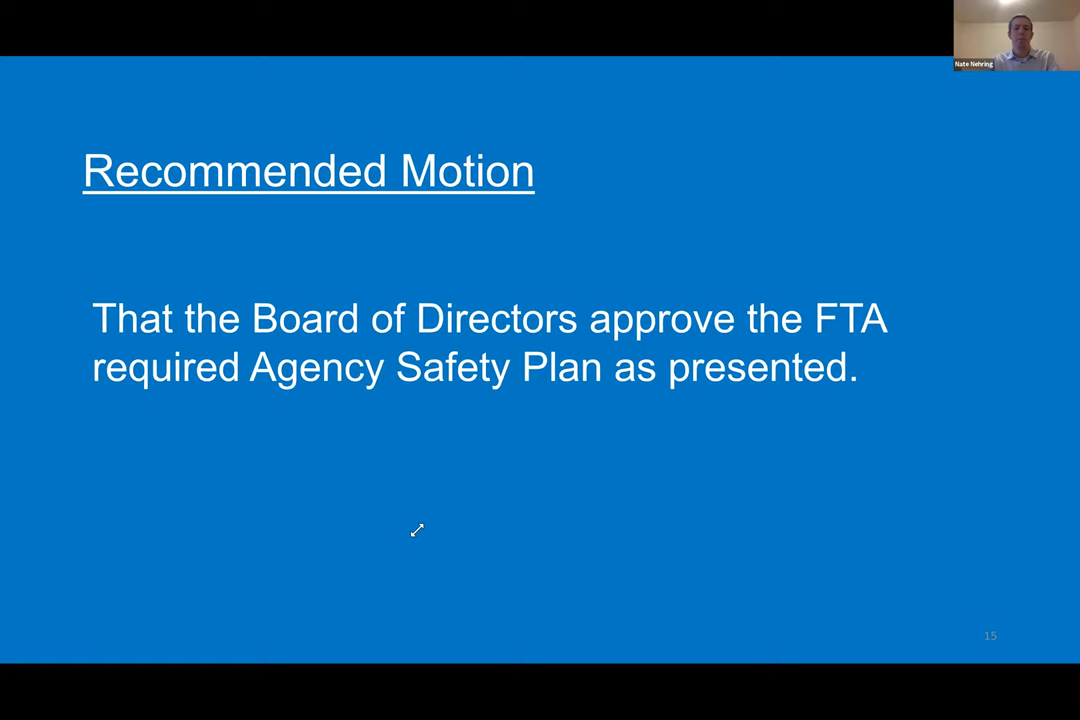 Nate Nehring
Recommended Motion
That the Board of Directors approve the FTA
required Agency Safety Plan as presented.
15